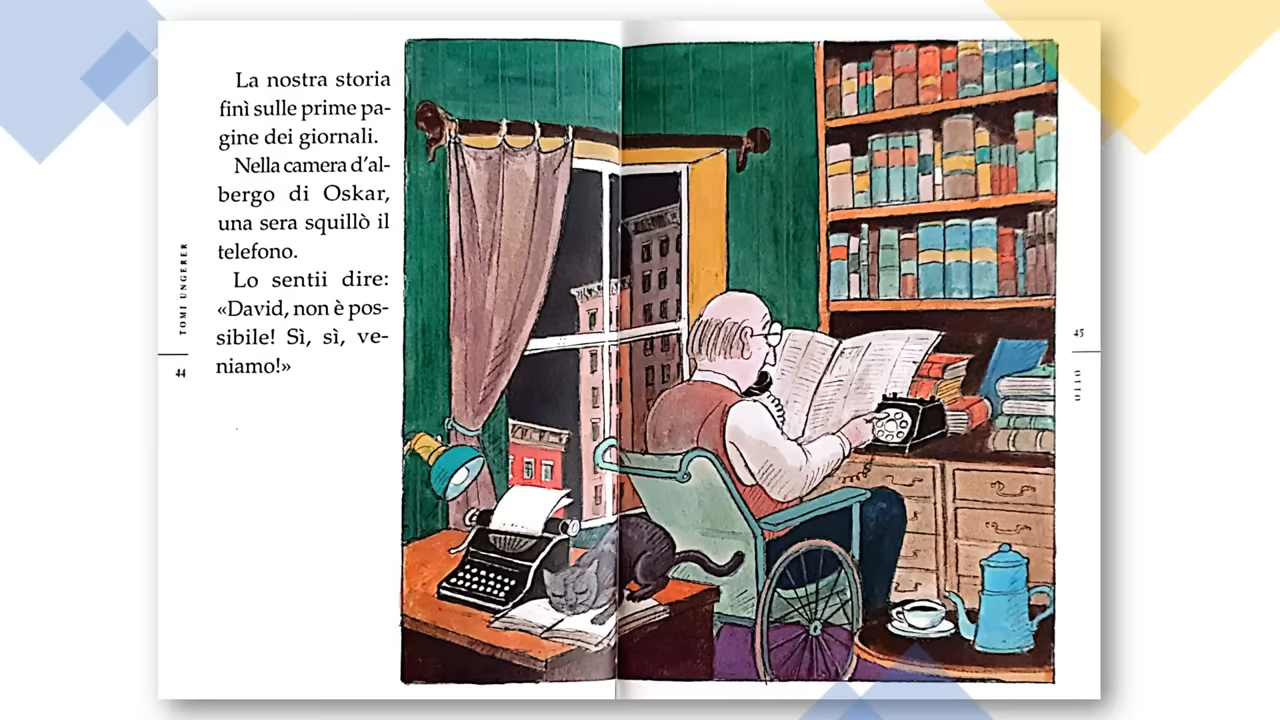 La nostra storia
finì sulle prime pa-
gine dei giornali.
Nella camera d'al-
bergo di Oskar,
una sera squillò il
telefono.
Lo sentii dire:
«David, non è pos-
sibile! Sì, sì, ve-
niamo!»
TOMI UNGERER
44
45
OTTO